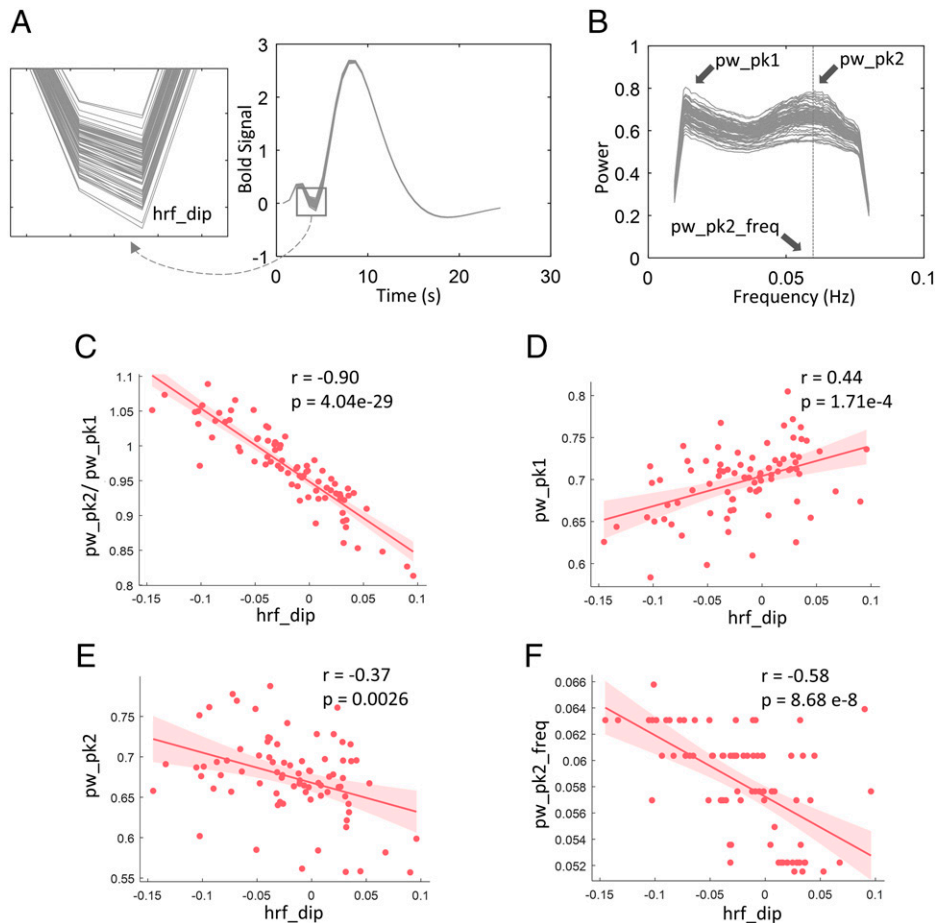 A
hrf_dip
Bold Signal
3
2
1
0
-1
0
10
20
30
Time (s)
B
pw_pk1
pw_pk2
pw_pk2_freq
Power
1
0.8
0.6
0.4
0.2
0
0
0.05
0.1
Frequency (Hz)
C
r = -0.90
p = 4.04e-29
pw_pk2/ pw_pk1
1.1
1.05
1
0.95
0.9
0.85
0.8
-0.15 -0.1 -0.05 0 0.05 0.1
hrf_dip
D
r = 0.44
p = 1.71e-4
pw_pk1
0.8
0.75
0.7
0.65
0.6
-0.15 -0.1 -0.05 0 0.05 0.1
hrf_dip
E
r = -0.37
p = 0.0026
pw_pk2
0.75
0.7
0.65
0.6
0.55
-0.15 -0.1 -0.05 0 0.05 0.1
hrf_dip
F
r = -0.58
p = 8.68 e-8
pw_pk2_freq
0.066
0.064
0.062
0.06
0.058
0.056
0.054
0.052
-0.15 -0.1 -0.05 0 0.05 0.1
hrf_dip